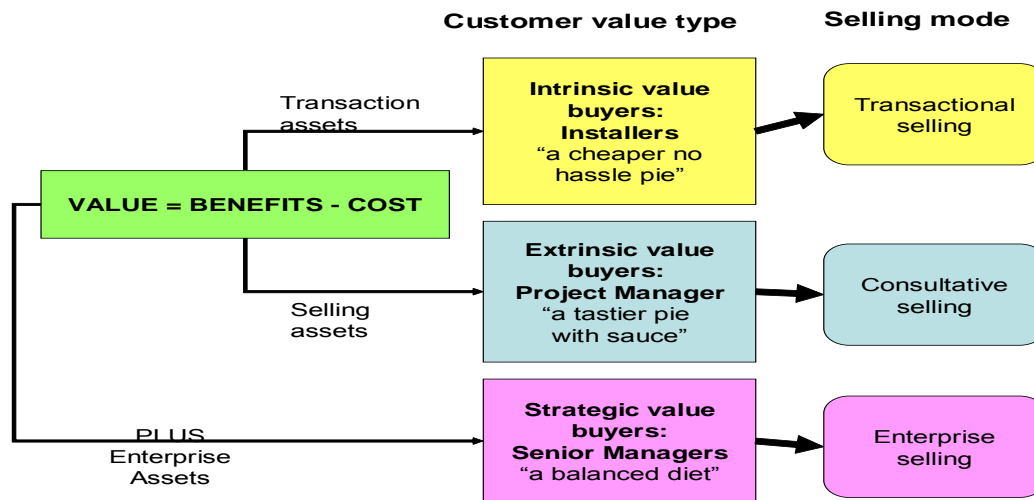 Customer value type
Selling mode
Transaction
assets
Intrinsic value
buyers:
Installers
“a cheaper no
hassle pie”
Transactional
selling
VALUE = BENEFITS - COST
Selling
assets
Extrinsic value
buyers:
Project Manager
“a tastier pie
with sauce”
Consultative
selling
PLUS
Enterprise
Assets
Strategic value
buyers:
Senior Managers
“a balanced diet”
Enterprise
selling